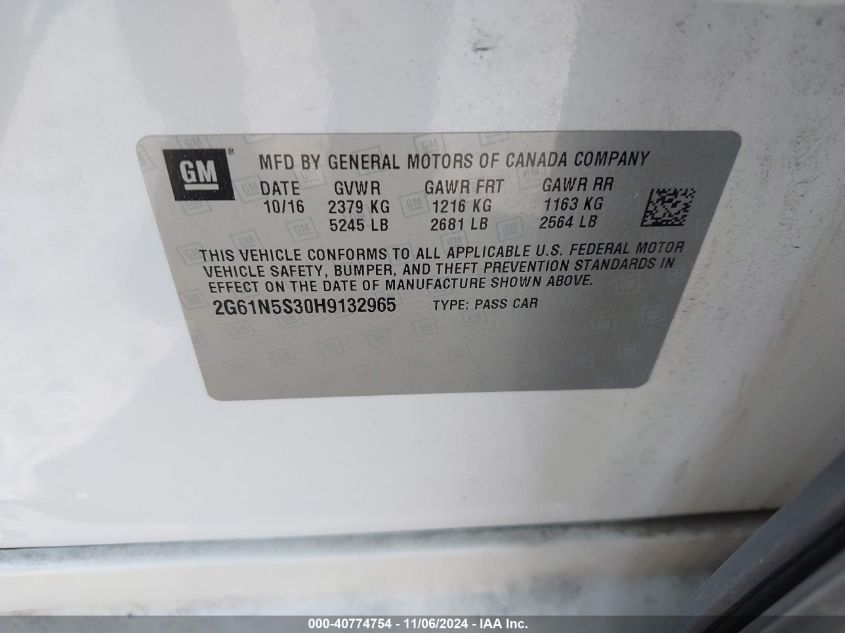 GM
MFD BY GENERAL MOTORS OF CANADA COMPANY
DATE GVWR GAWR FRT GAWR RR
10/16 2379 KG 1216 KG 1163 KG
5245 LB 2681 LB 2564 LB
THIS VEHICLE CONFORMS TO ALL APPLICABLE U.S. FEDERAL MOTOR
VEHICLE SAFETY, BUMPER, AND THEFT PREVENTION STANDARDS IN
EFFECT ON THE DATE OF MANUFACTURE SHOWN ABOVE.
2G61N5S30H9132965 TYPE: PASS CAR
000-40774754 - 11/06/2024 - IAA Inc.